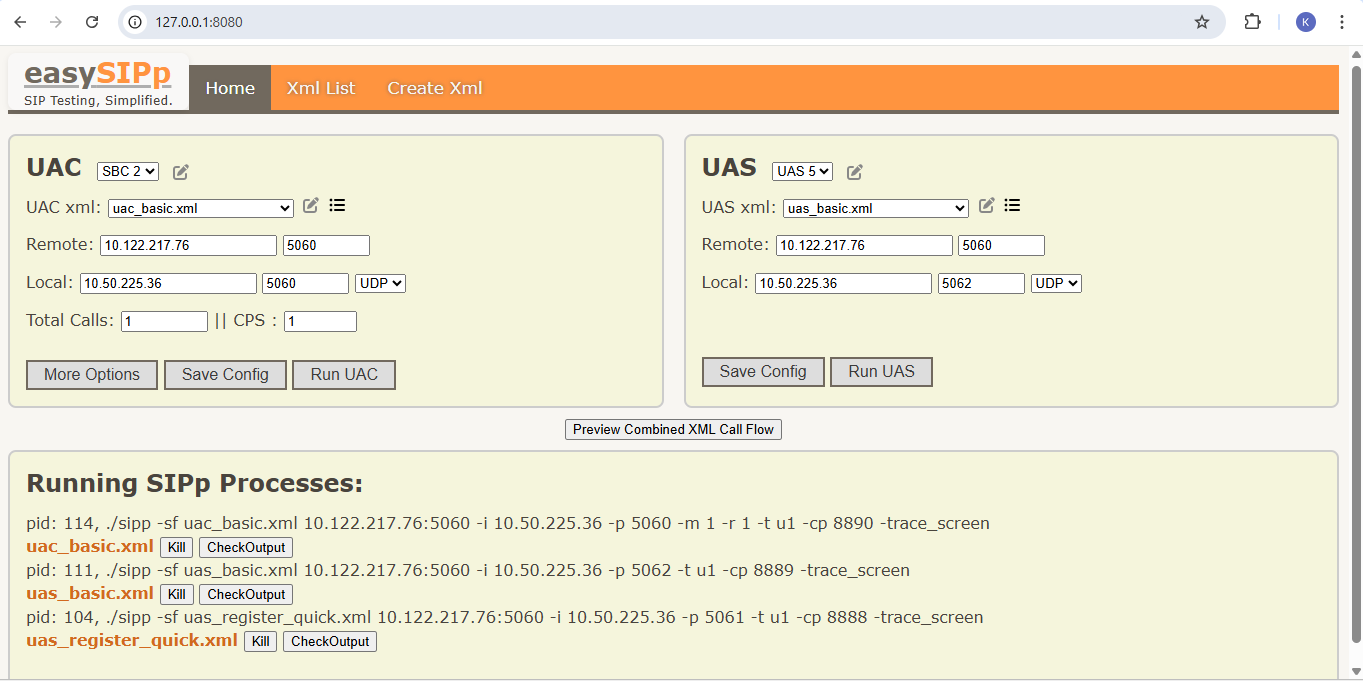 127.0.0.1:8080
K
easySIPp
SIP Testing, Simplified.
Home Xml List Create Xml
UAC SBC 2
UAC xml: uac_basic.xml
Remote: 10.122.217.76 5060
Local: 10.50.225.36 5060 UDP
Total Calls: 1 || CPS : 1
More Options Save Config Run UAC
UAS UAS 5
UAS xml: uas_basic.xml
Remote: 10.122.217.76 5060
Local: 10.50.225.36 5062 UDP
Save Config Run UAS
Preview Combined XML Call Flow
Running SIPp Processes:
pid: 114, ./sipp -sf uac_basic.xml 10.122.217.76:5060 -i 10.50.225.36 -p 5060 -m 1 -r 1 -t u1 -cp 8890 -trace_screen
uac_basic.xml Kill CheckOutput
pid: 111, ./sipp -sf uas_basic.xml 10.122.217.76:5060 -i 10.50.225.36 -p 5062 -t u1 -cp 8889 -trace_screen
uas_basic.xml Kill CheckOutput
pid: 104, ./sipp -sf uas_register_quick.xml 10.122.217.76:5060 -i 10.50.225.36 -p 5061 -t u1 -cp 8888 -trace_screen
uas_register_quick.xml Kill CheckOutput